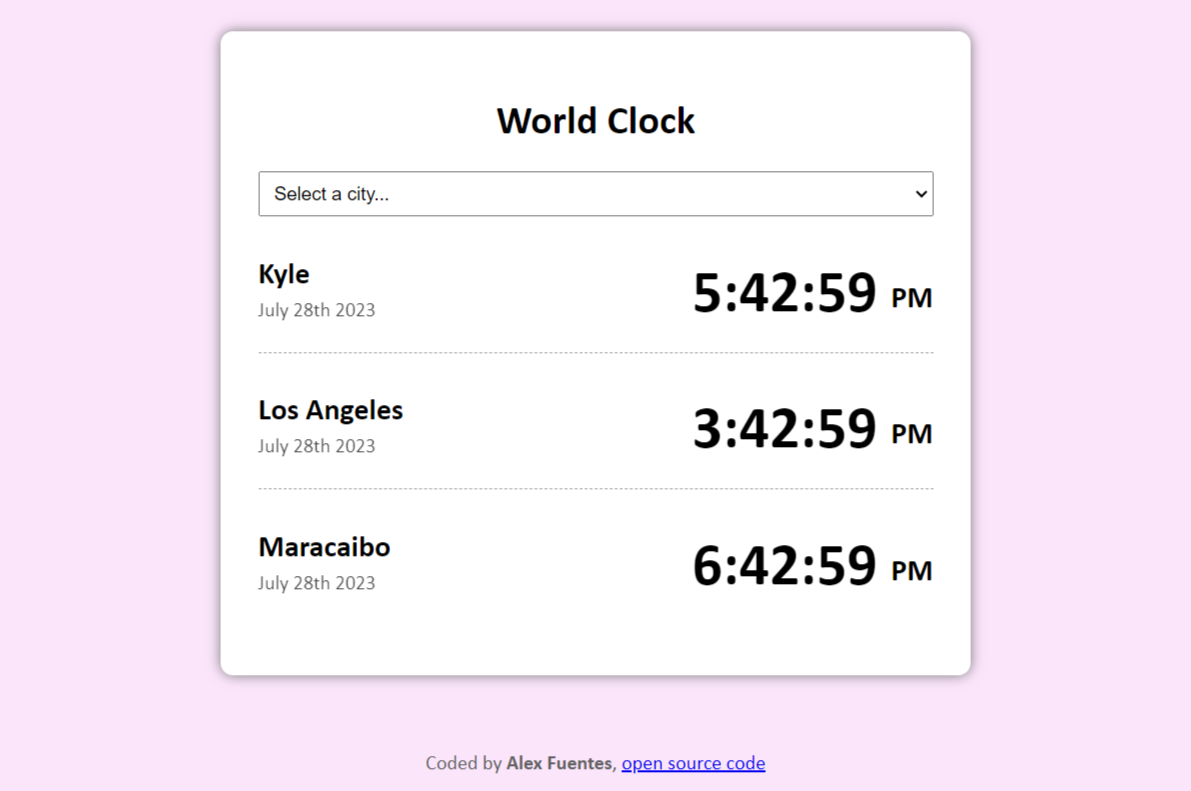 World Clock
Select a city...
Kyle
5:42:59 PM
July 28th 2023
Los Angeles
3:42:59 PM
July 28th 2023
Maracaibo
6:42:59 PM
July 28th 2023
Coded by Alex Fuentes, open source code